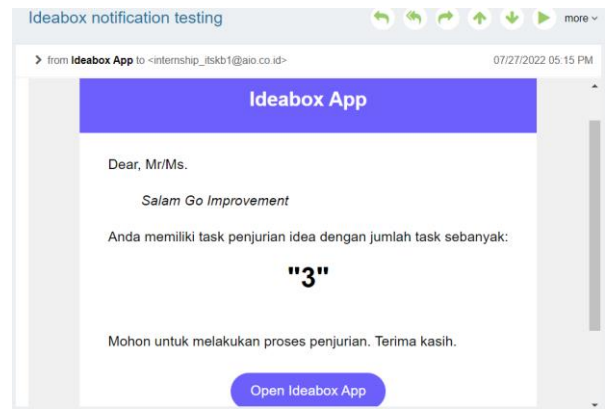 Ideabox notification testing
more
from Ideabox App to <internship_itskb1@aio.co.id>
07/27/2022 05:15 PM
Ideabox App
Dear, Mr/Ms.
Salam Go Improvement
Anda memiliki task penjurian idea dengan jumlah task sebanyak:
"3"
Mohon untuk melakukan proses penjurian. Terima kasih.
Open Ideabox App